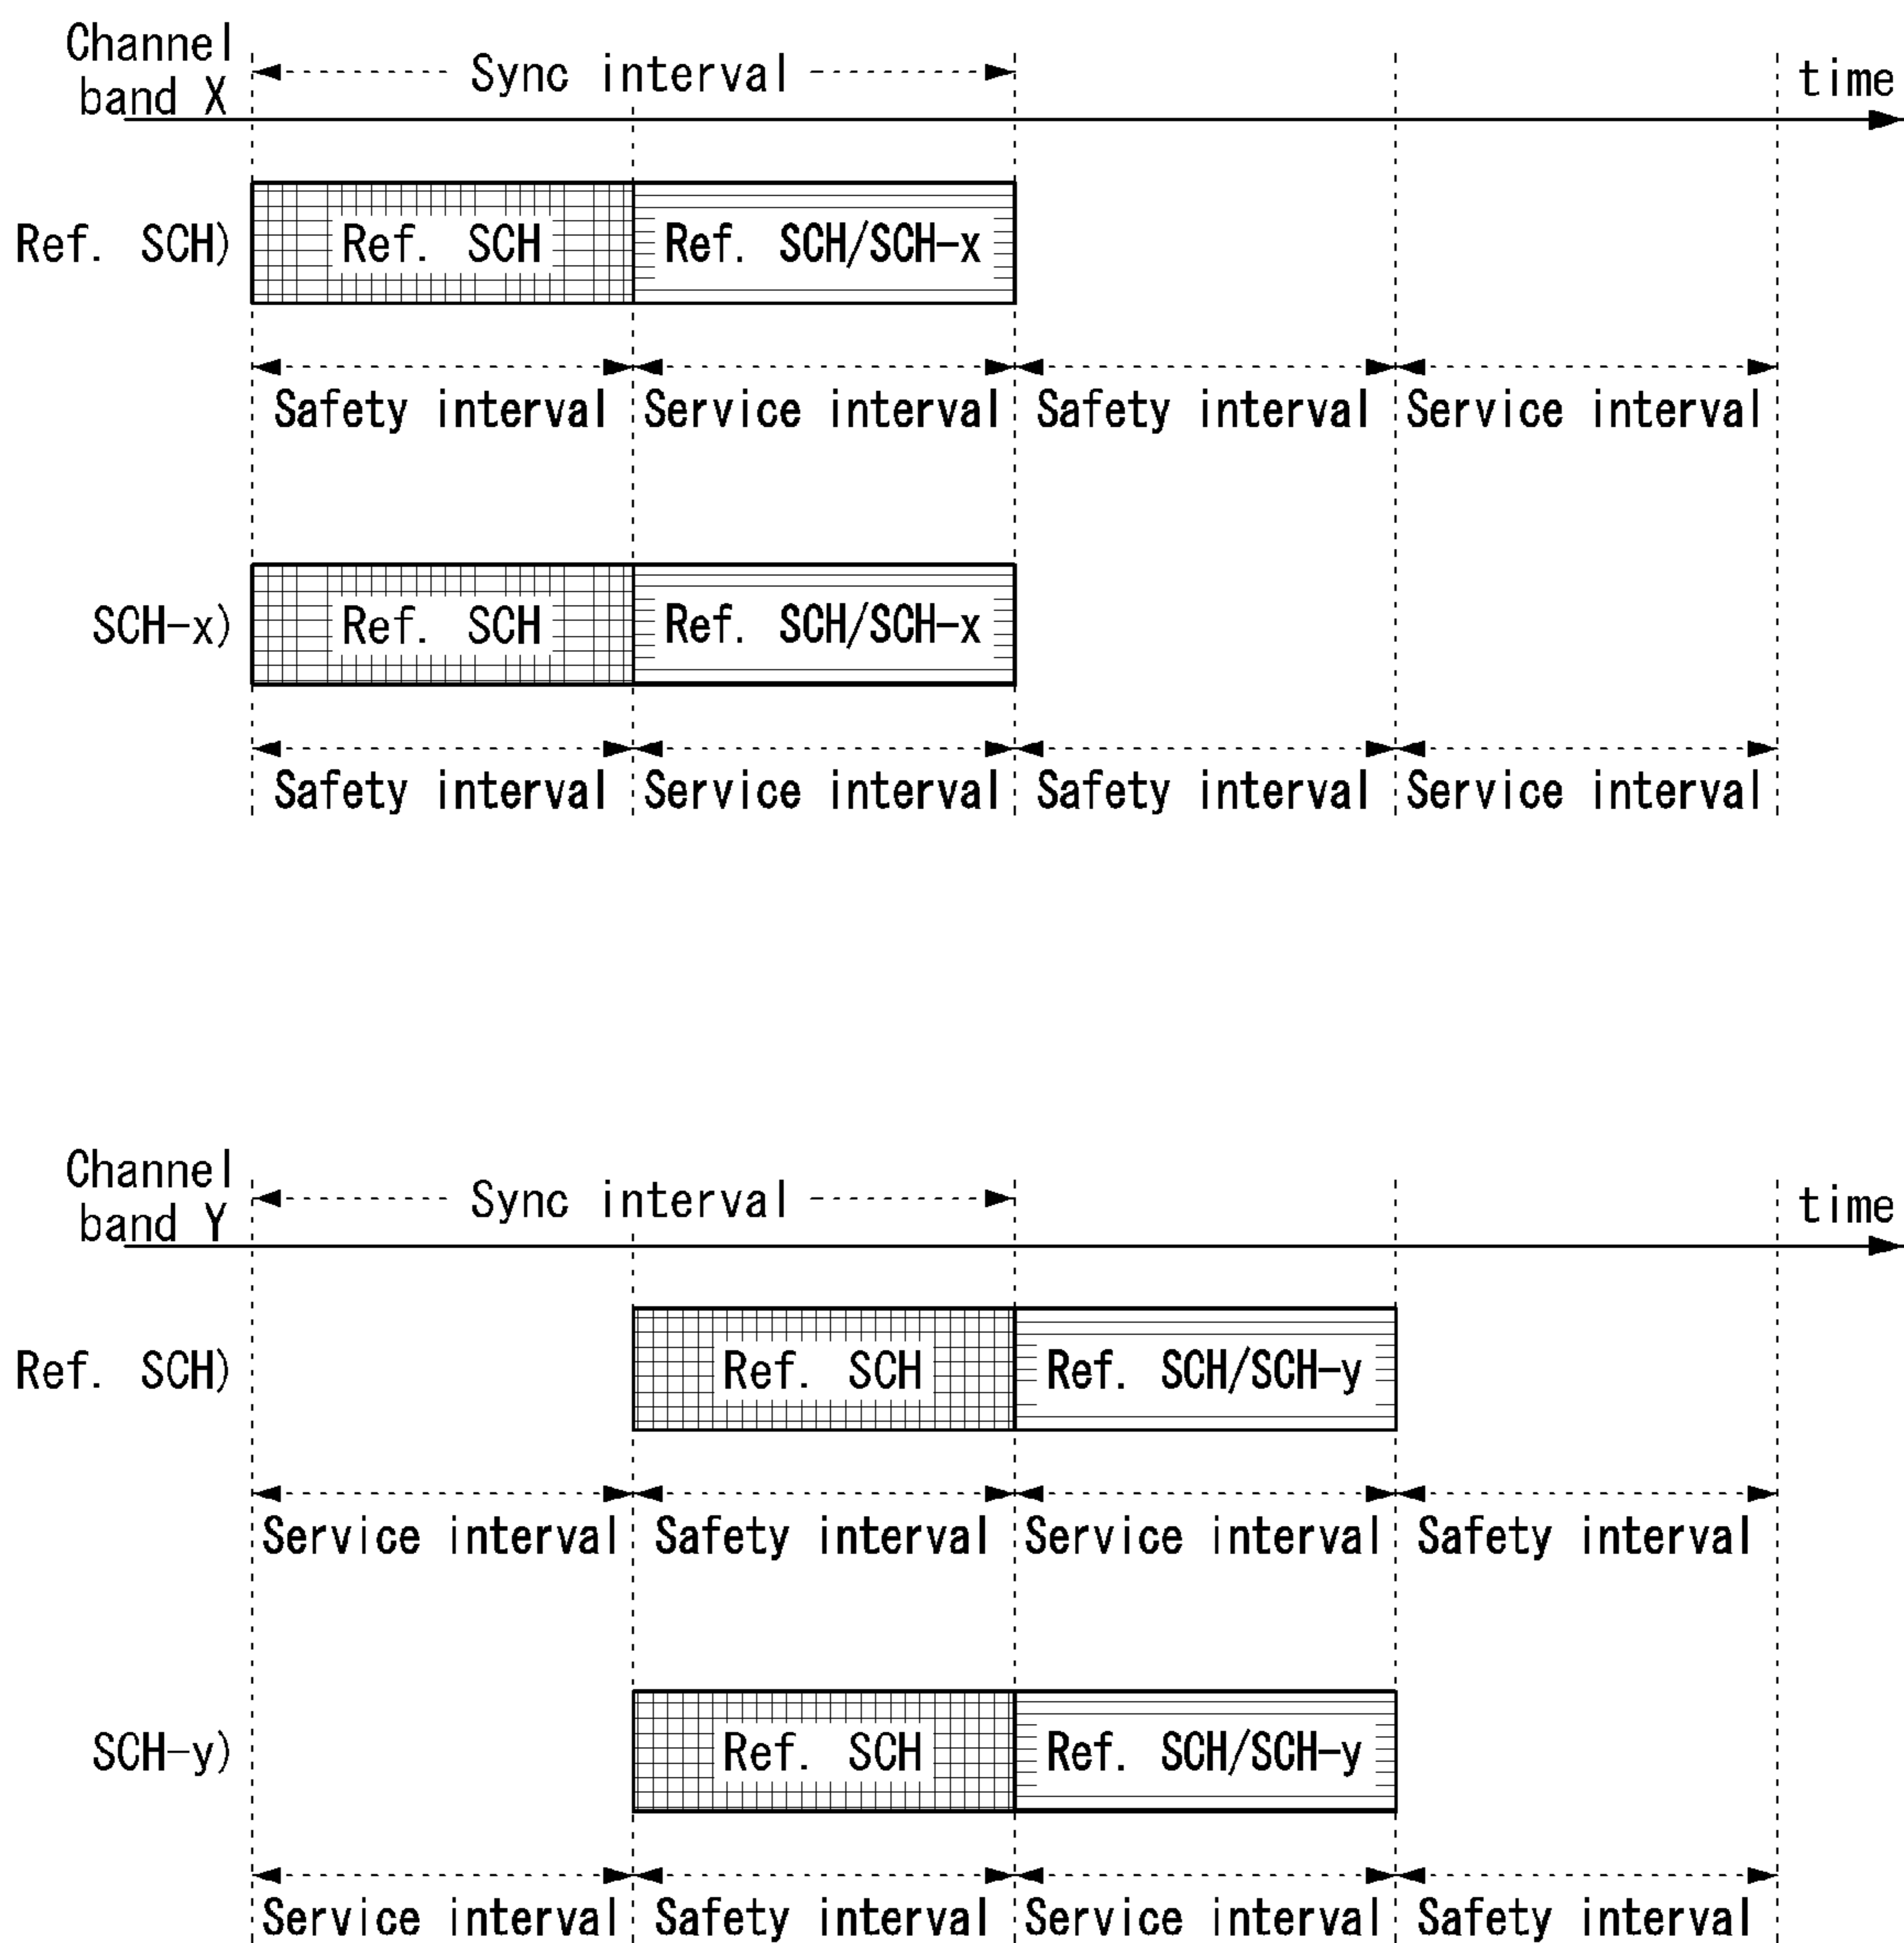 Channel
band X
Sync interval
time
Ref. SCH)
Ref. SCH
Ref. SCH/SCH-x
Safety interval
Service interval
Safety interval
Service interval
SCH-x)
Ref. SCH
Ref. SCH/SCH-x
Safety interval
Service interval
Safety interval
Service interval
Channel
band Y
Sync interval
time
Ref. SCH)
Ref. SCH
Ref. SCH/SCH-y
Service interval
Safety interval
Service interval
Safety interval
SCH-y)
Ref. SCH
Ref. SCH/SCH-y
Service interval
Safety interval
Service interval
Safety interval